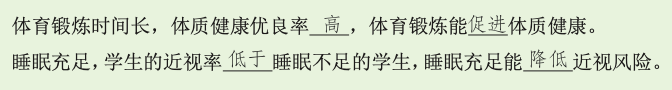 体育锻炼时间长，体质健康优良率高，体育锻炼能促进体质健康。
睡眠充足，学生的近视率低于睡眠不足的学生，睡眠充足能降低近视风险。